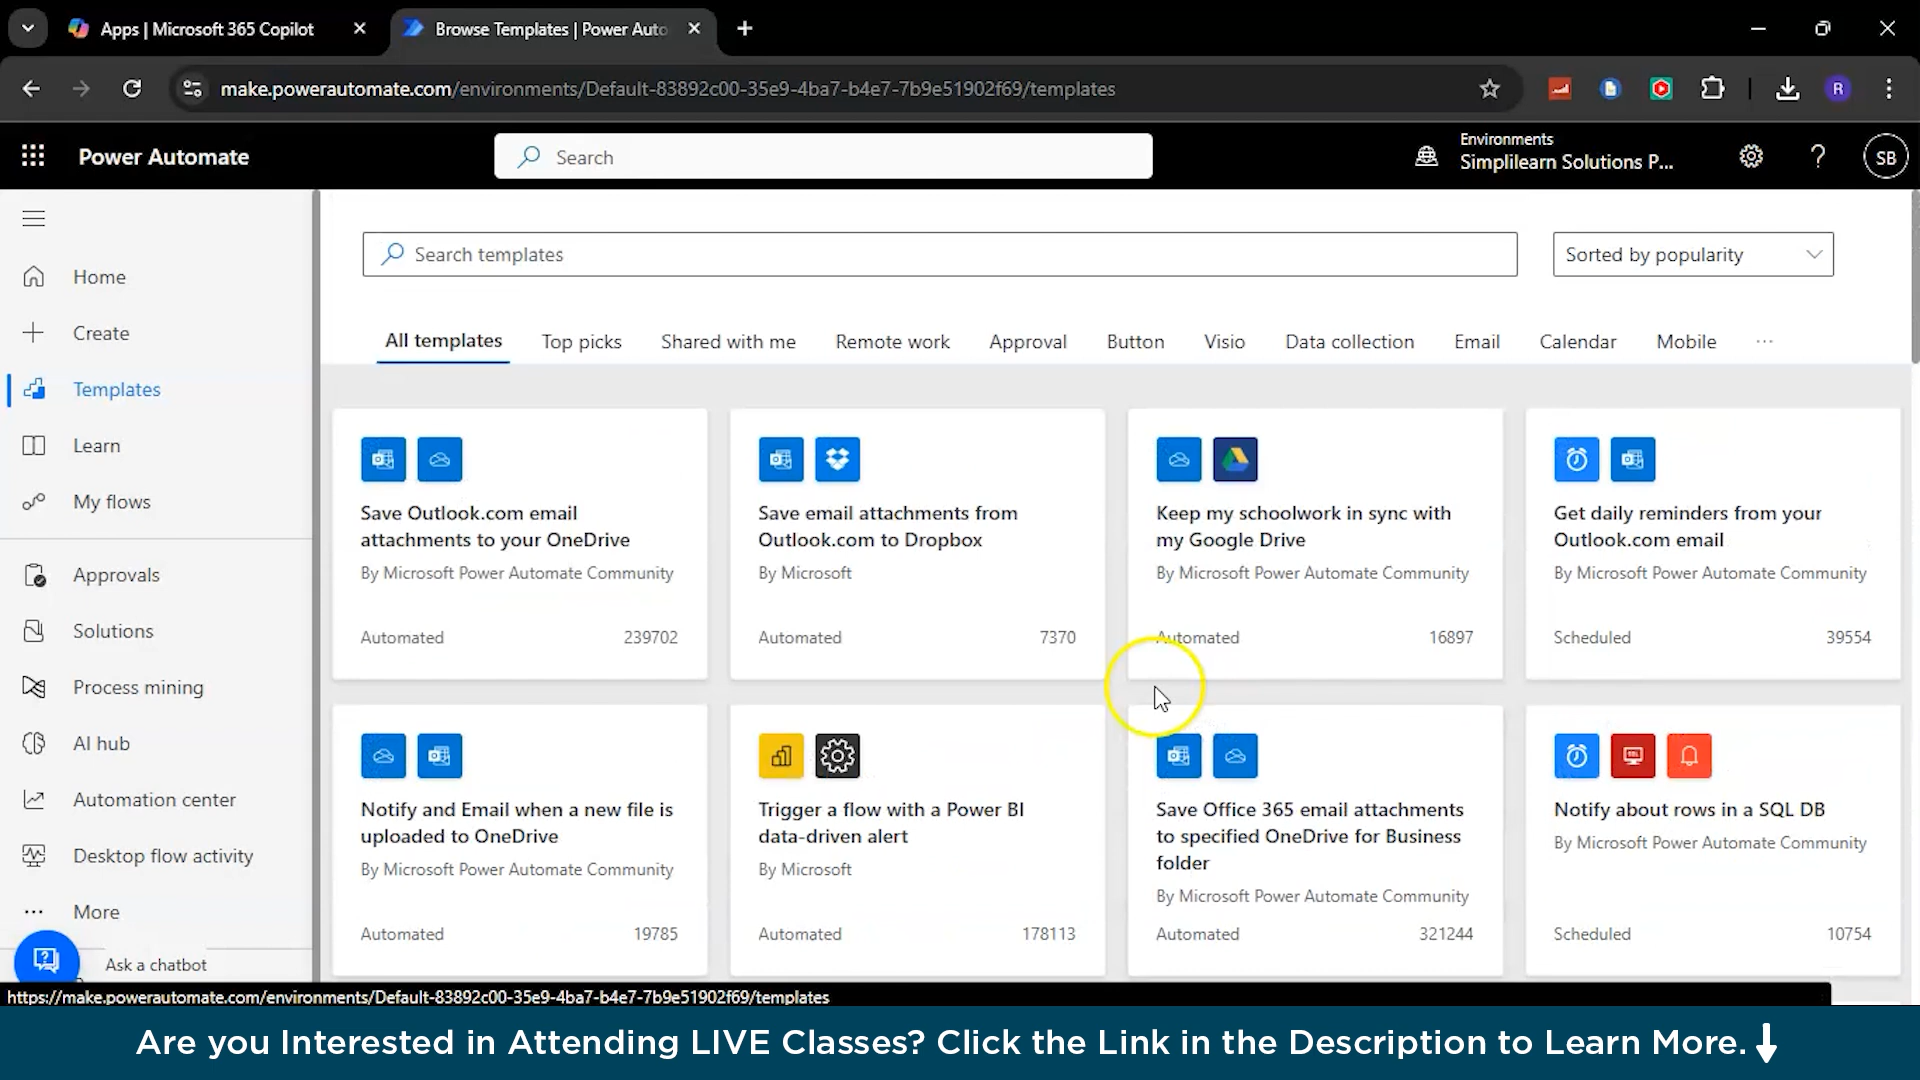 Apps | Microsoft 365 Copilot
Browse Templates | Power Auto
make.powerautomate.com/environments/Default-83892c00-35e9-4ba7-b4e7-7b9e51902f69/templates
R
Power Automate
Search
Environments
Simplilearn Solutions P...
SB
Home
Create
Templates
Learn
My flows
Approvals
Solutions
Process mining
AI hub
Automation center
Desktop flow activity
More
Ask a chatbot
Search templates
Sorted by popularity
All templates
Top picks
Shared with me
Remote work
Approval
Button
Visio
Data collection
Email
Calendar
Mobile
Save Outlook.com email
attachments to your OneDrive
By Microsoft Power Automate Community
Automated
239702
Save email attachments from
Outlook.com to Dropbox
By Microsoft
Automated
7370
Keep my schoolwork in sync with
my Google Drive
By Microsoft Power Automate Community
Automated
16897
Get daily reminders from your
Outlook.com email
By Microsoft Power Automate Community
Scheduled
39554
Notify and Email when a new file is
uploaded to OneDrive
By Microsoft Power Automate Community
Automated
19785
Trigger a flow with a Power BI
data-driven alert
By Microsoft
Automated
178113
Save Office 365 email attachments
to specified OneDrive for Business
folder
By Microsoft Power Automate Community
Automated
321244
Notify about rows in a SQL DB
By Microsoft Power Automate Community
Scheduled
10754
https://make.powerautomate.com/environments/Default-83892c00-35e9-4ba7-b4e7-7b9e51902f69/templates
Are you Interested in Attending LIVE Classes? Click the Link in the Description to Learn More.